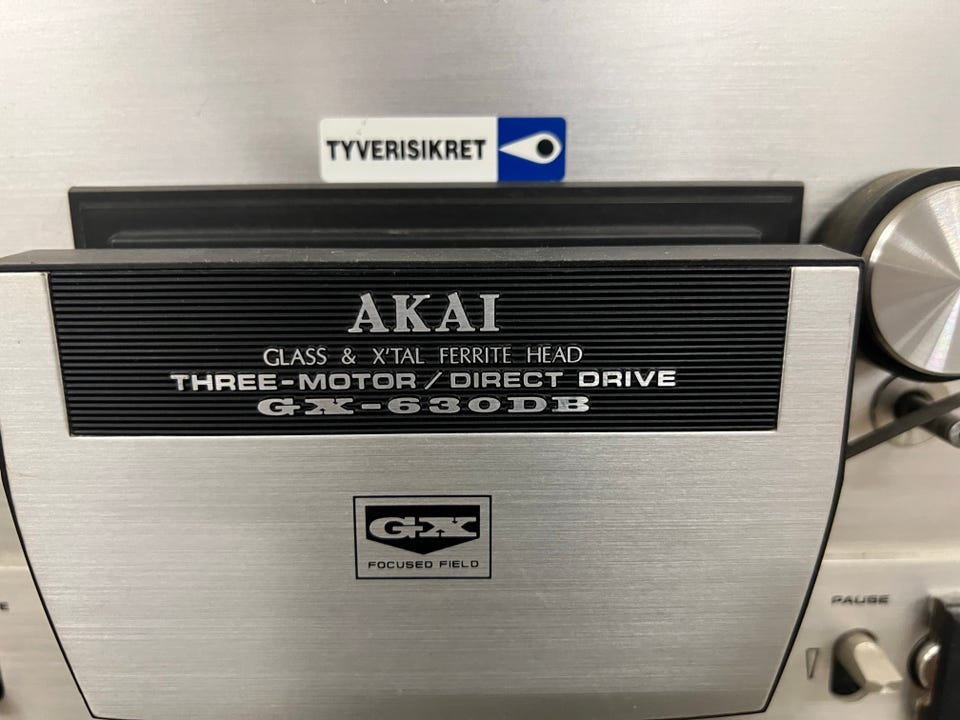 TYVERISIKRET
AKAI
GLASS & X'TAL FERRITE HEAD
THREE-MOTOR/DIRECT DRIVE
GX-630DB
GX
FOCUSED FIELD
PAUSE